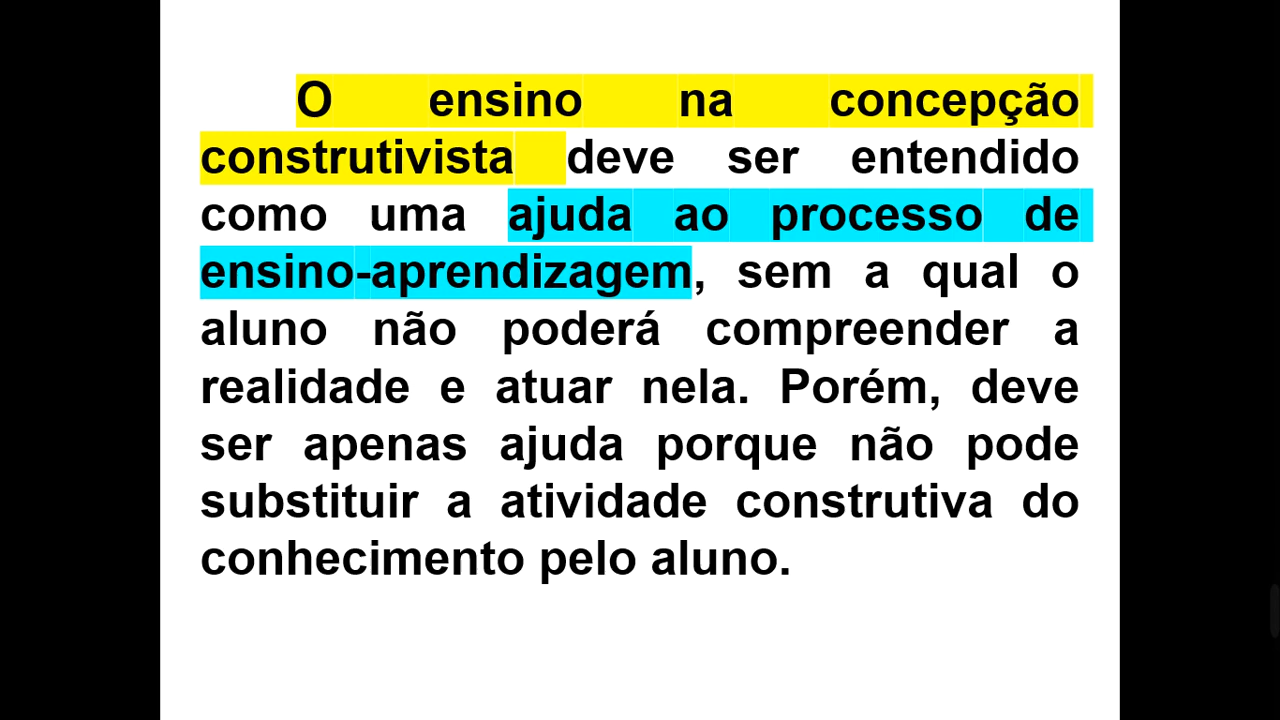 O ensino na concepção
construtivista deve ser entendido
como uma ajuda ao processo de
ensino-aprendizagem, sem a qual o
aluno não poderá compreender a
realidade e atuar nela. Porém, deve
ser apenas ajuda porque não pode
substituir a atividade construtiva do
conhecimento pelo aluno.